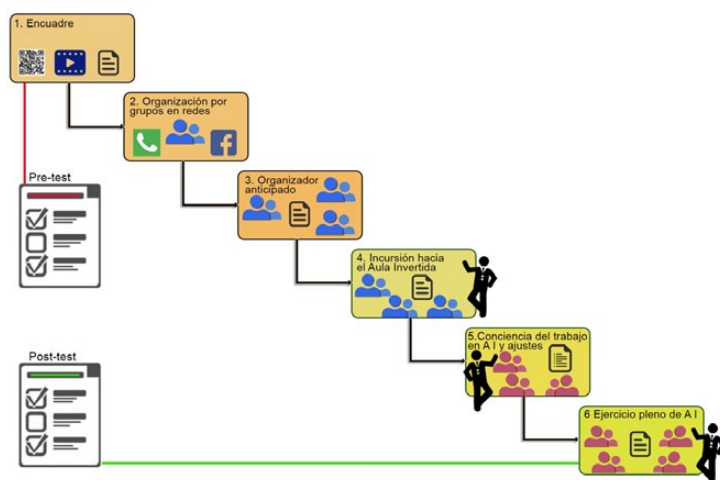 1. Encuadre
2. Organización por
grupos en redes
Pre-test
3. Organizador
anticipado
4. Incursión hacia
el Aula Invertida
5.Conciencia del trabajo
en A I y ajustes
Post-test
6 Ejercicio pleno de A I